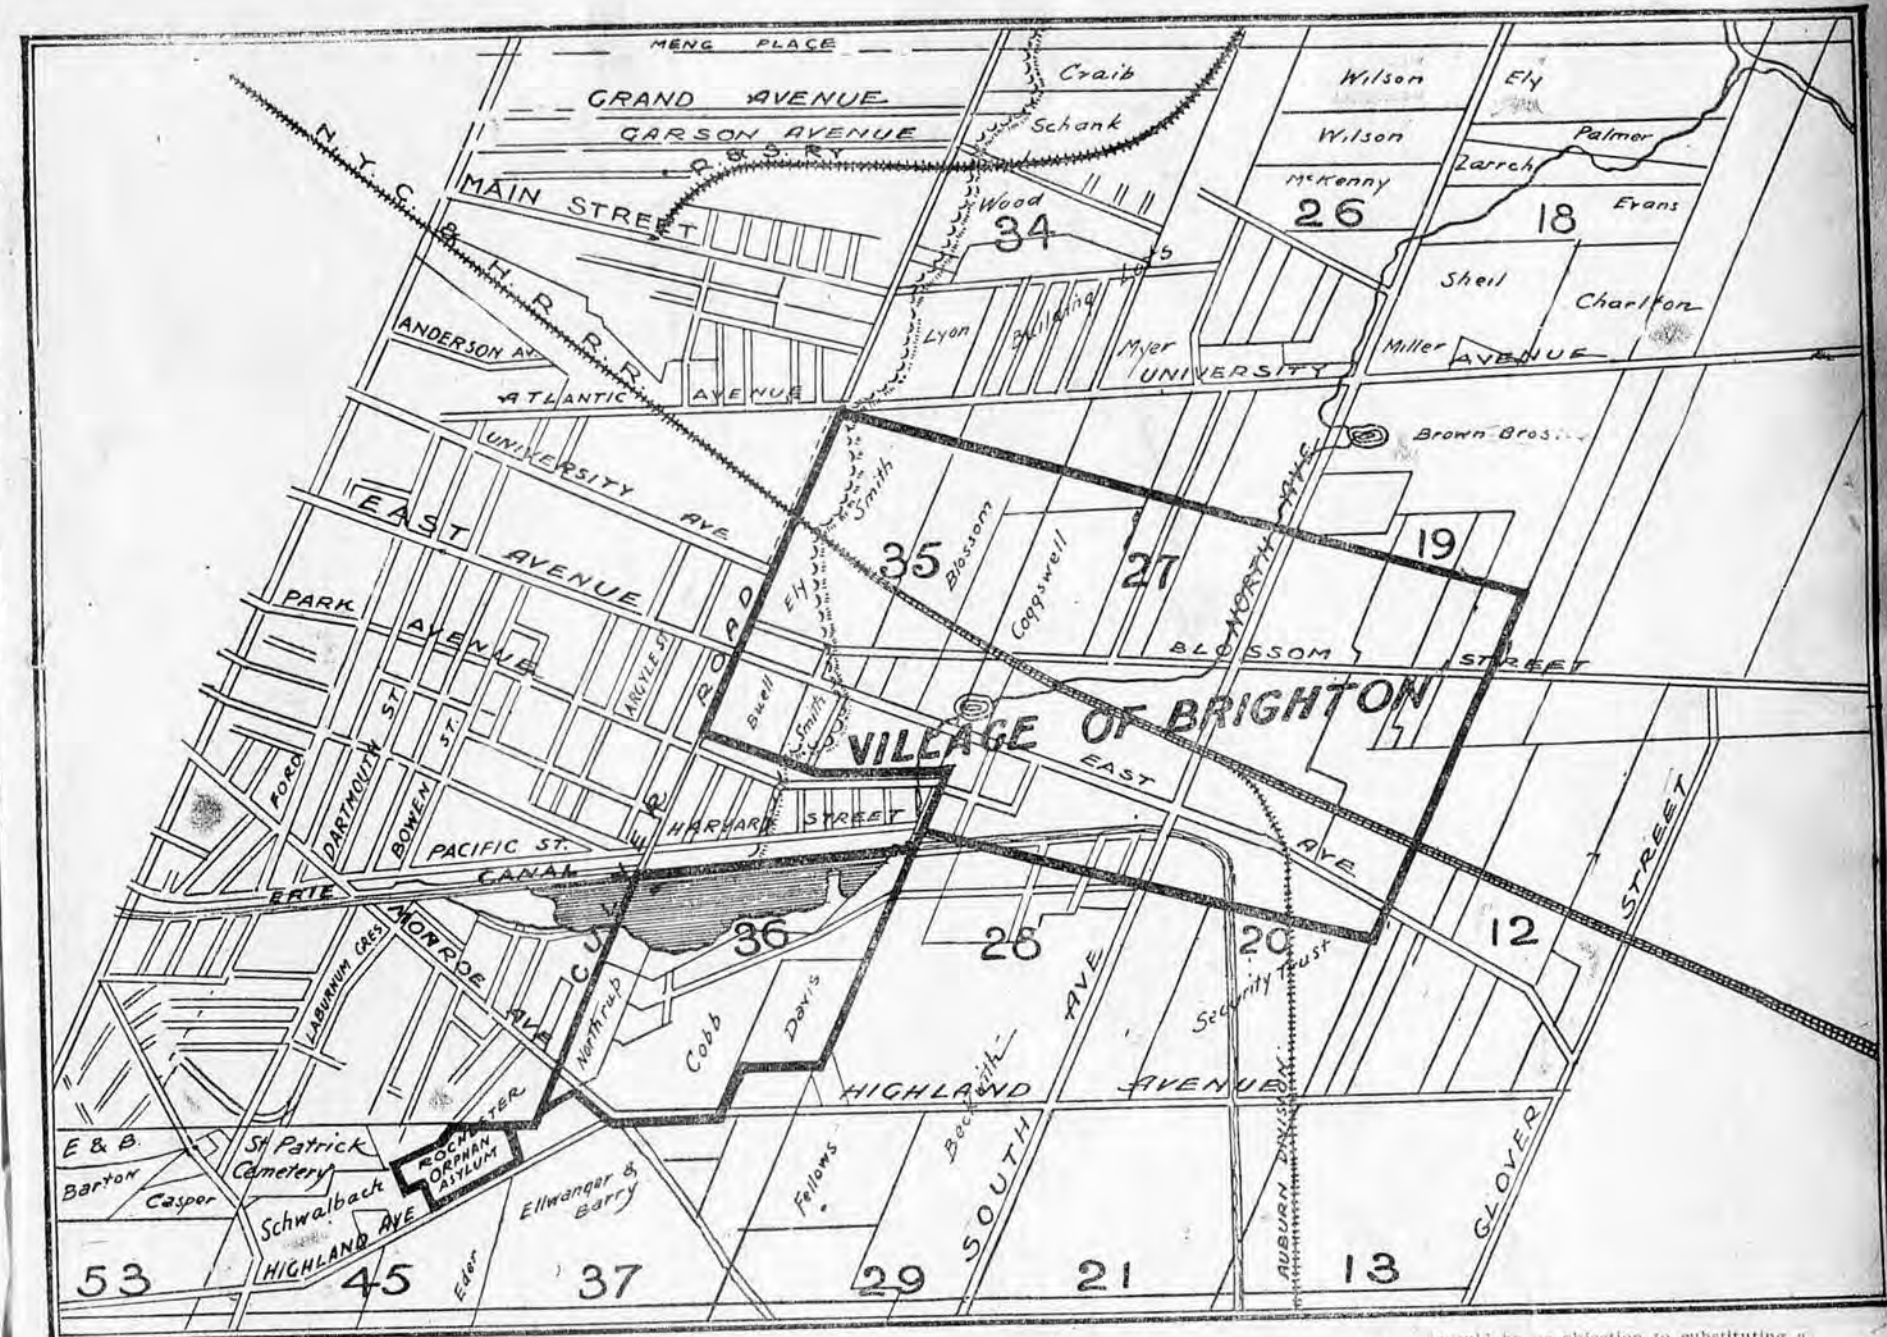 MENG PLACE
GRAND AVENUE
GARSON AVENUE
R. & S. RY
N. Y. C. & H. R. R. R.
MAIN STREET
Craib
Schank
Wood
34
Wilson
Wilson
McKenny
26
Ely
Palmer
Zarreh
18
Evans
Sheil
Charlton
Miller
Lyon
Building Lots
Myer
UNIVERSITY AVENUE
ANDERSON AV.
ATLANTIC AVENUE
UNIVERSITY AVE
EAST AVENUE
PARK AVENUE
Brown Bros.
NORTH AVE
Smith
35
Blossom
Coggswell
27
19
BLOSSOM STREET
ROAD
ARGYLE ST
Buell
Smith
VILLAGE OF BRIGHTON
EAST AVE
FORD
DARTMOUTH ST
BOWEN ST.
PACIFIC ST.
HARVARD STREET
ERIE CANAL
CULVER
MONROE AVE
LABURNUM CRES
36
28
20
12
Security Trust
STREET
Northrup
Cobb
Davis
HIGHLAND AVENUE
Beckwith
SOUTH AVE
AUBURN DIVISION
GLOVER
E & B.
Barton
Casper
St Patrick
Cemetery
Schwalbach
ROCHESTER
ORPHAN
ASYLUM
HIGHLAND AVE
Ellwanger &
Barry
Eder
Fellows
53
45
37
29
21
13
objection to substituting a